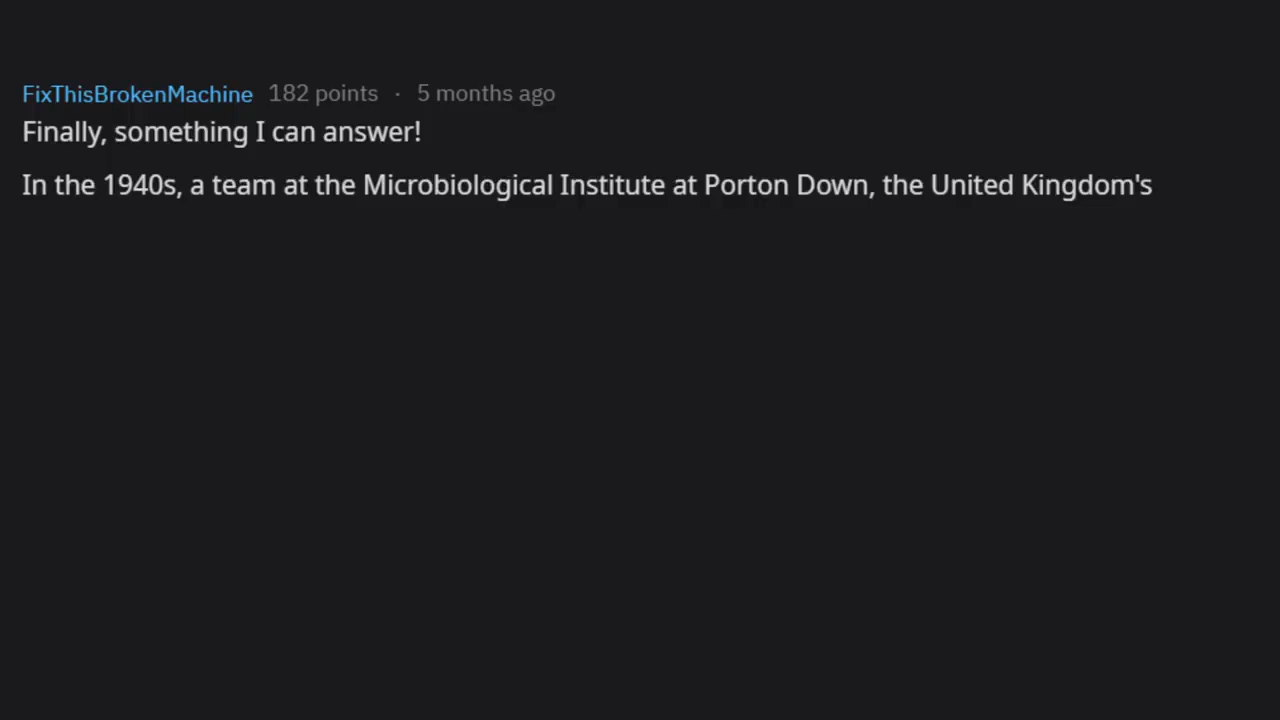 FixThisBrokenMachine 182 points · 5 months ago
Finally, something I can answer!
In the 1940s, a team at the Microbiological Institute at Porton Down, the United Kingdom's